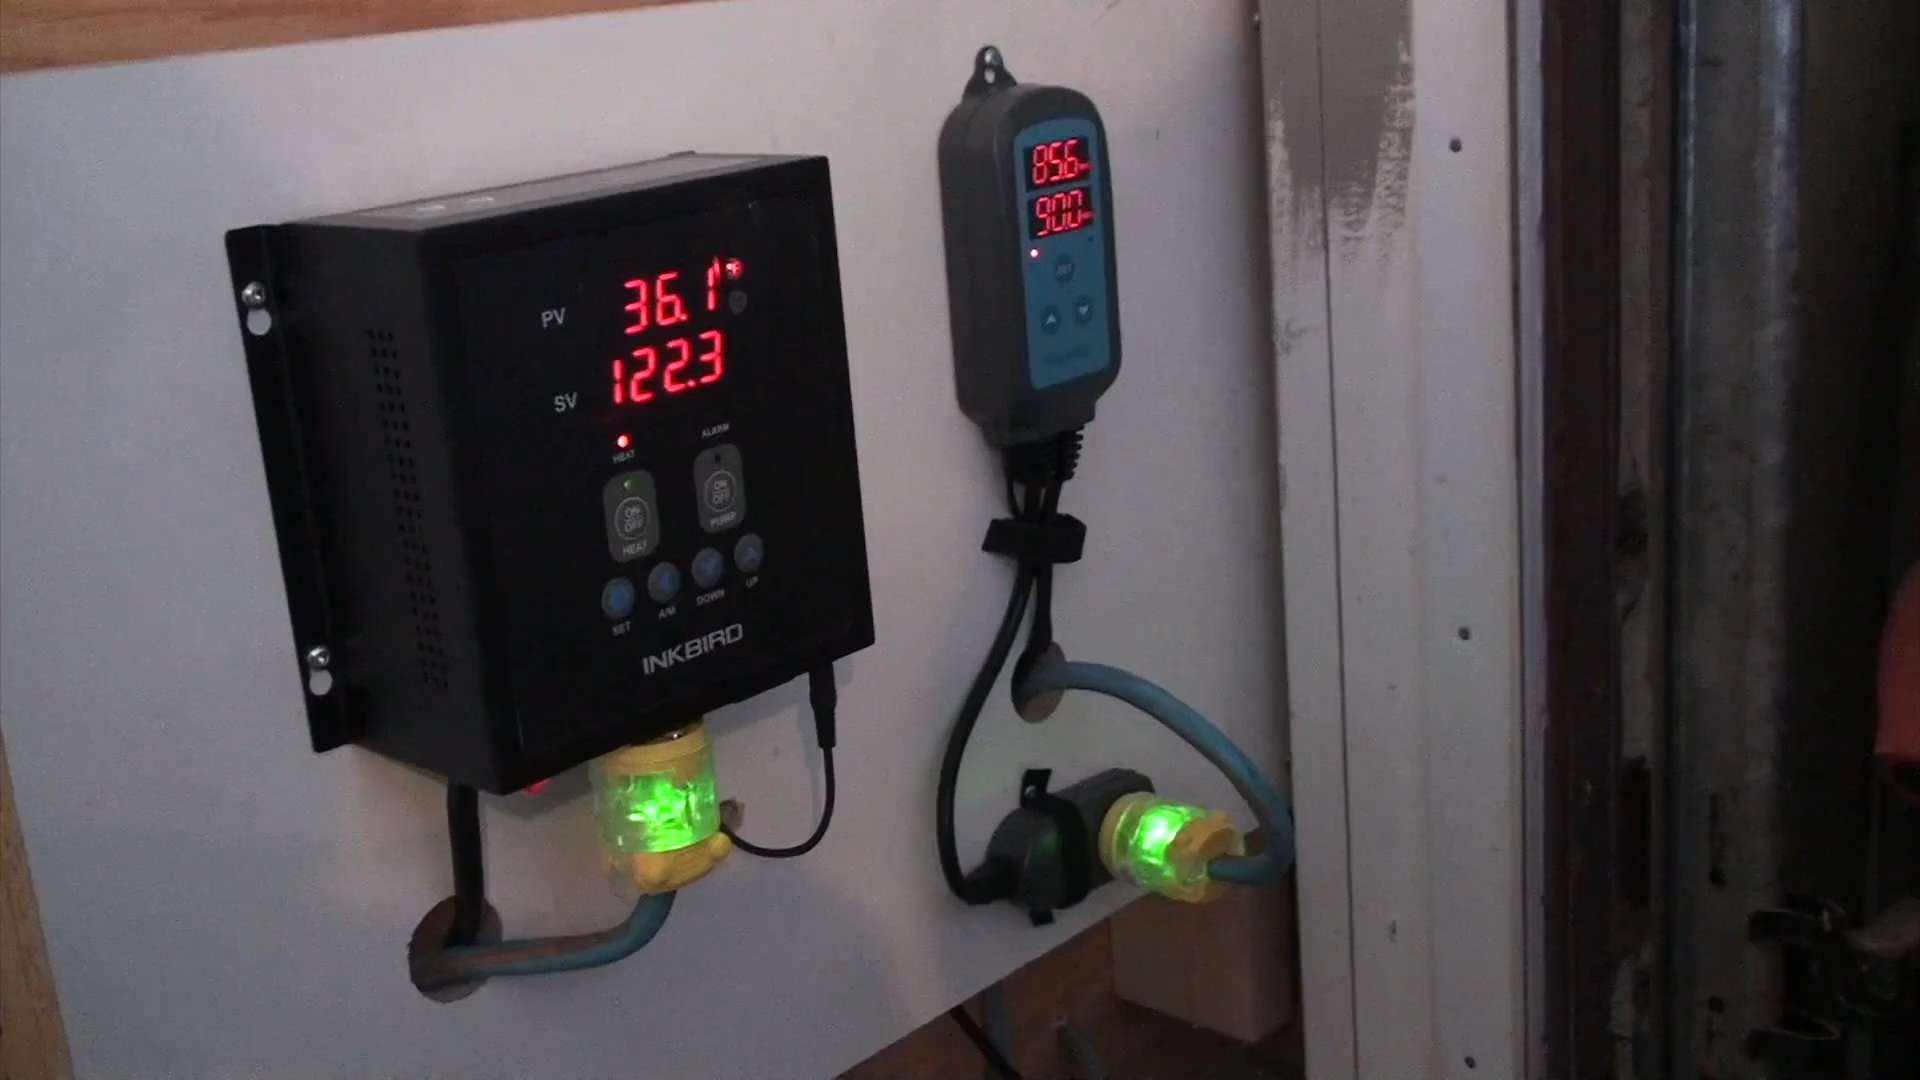 PV 36.1 °F
SV 122.3
HEAT ALARM
ON OFF
HEAT
ON OFF
PUMP
SET A/M DOWN UP
INKBIRD
85.6
90.0
SET